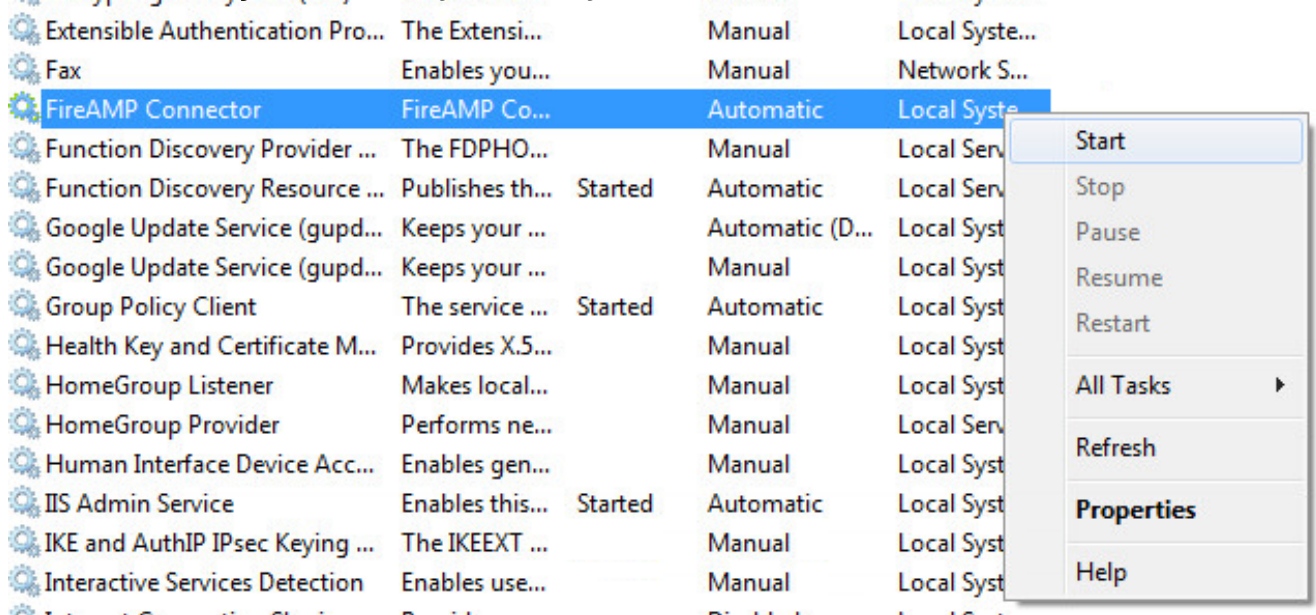 Extensible Authentication Pro... The Extensi... Manual Local Syste...
Fax Enables you... Manual Network S...
FireAMP Connector FireAMP Co... Automatic Local Syste
Function Discovery Provider ... The FDPHO... Manual Local Serv
Function Discovery Resource ... Publishes th... Started Automatic Local Serv
Google Update Service (gupd... Keeps your ... Automatic (D... Local Syst
Google Update Service (gupd... Keeps your ... Manual Local Syst
Group Policy Client The service ... Started Automatic Local Syst
Health Key and Certificate M... Provides X.5... Manual Local Syst
HomeGroup Listener Makes local... Manual Local Syst
HomeGroup Provider Performs ne... Manual Local Serv
Human Interface Device Acc... Enables gen... Manual Local Syst
IIS Admin Service Enables this... Started Automatic Local Syst
IKE and AuthIP IPsec Keying ... The IKEEXT ... Manual Local Syst
Interactive Services Detection Enables use... Manual Local Syst
Start
Stop
Pause
Resume
Restart
All Tasks
Refresh
Properties
Help